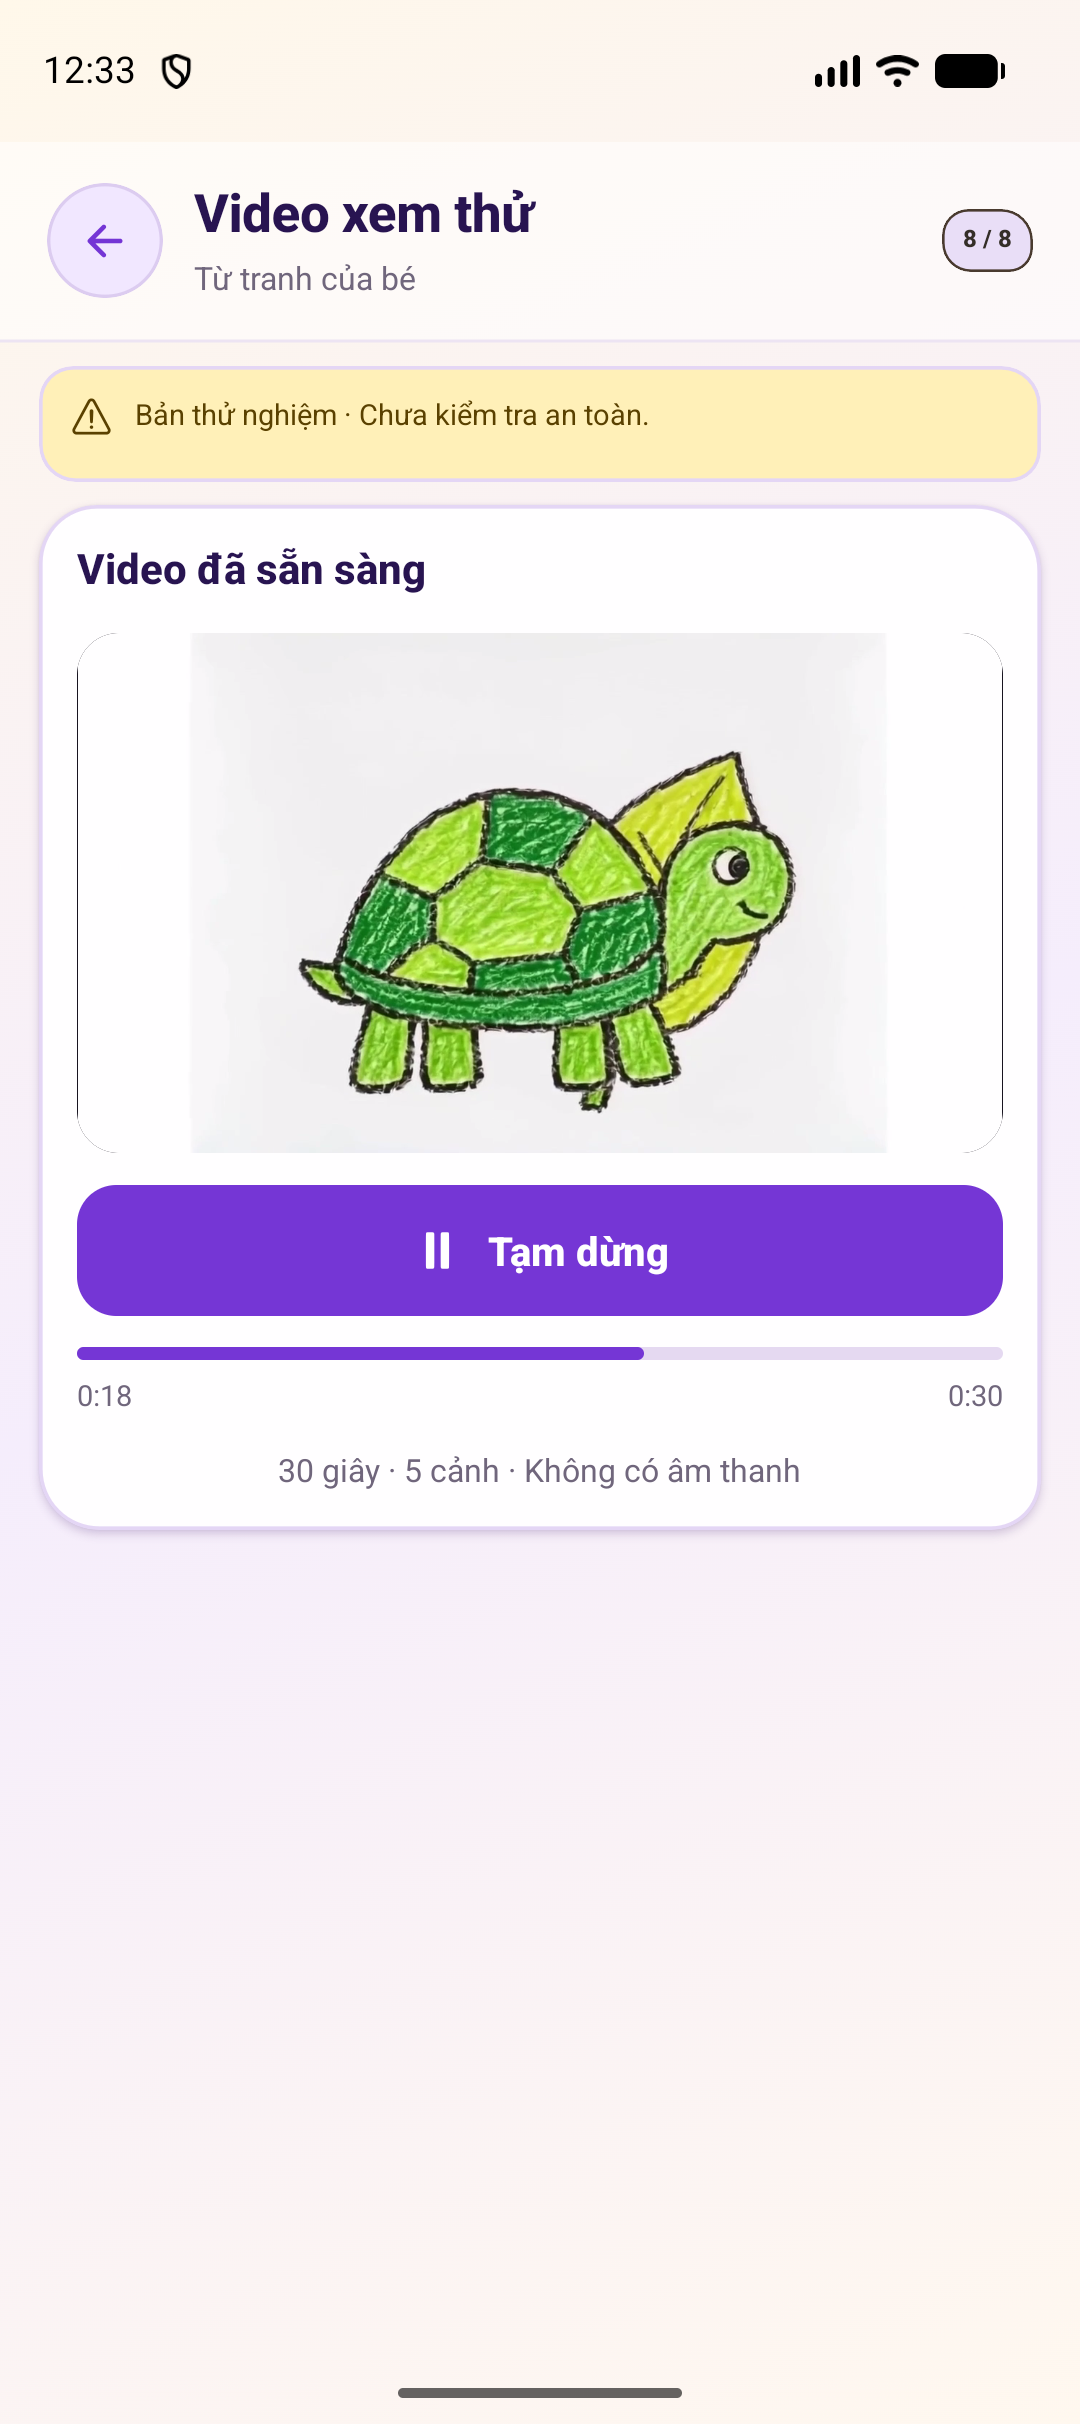 12:33
Video xem thử
Từ tranh của bé
8 / 8
Bản thử nghiệm · Chưa kiểm tra an toàn.
Video đã sẵn sàng
Tạm dừng
0:18
0:30
30 giây · 5 cảnh · Không có âm thanh